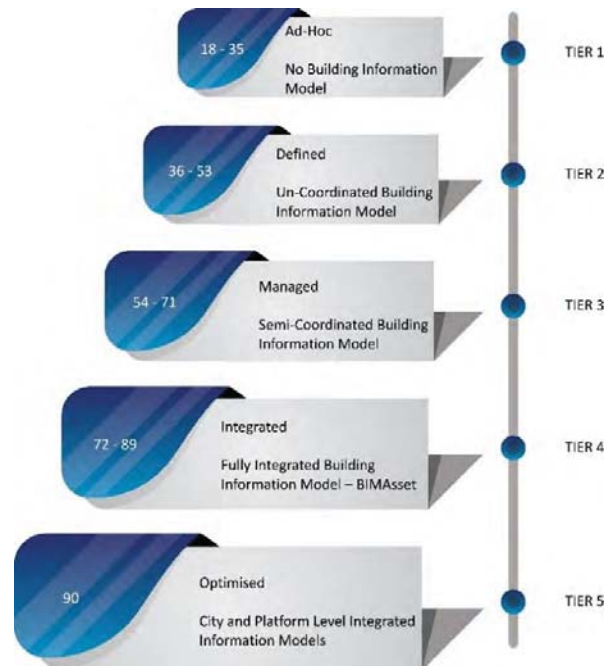 Ad-Hoc
18 - 35
TIER 1
No Building Information
Model
Defined
36 - 53
TIER 2
Un-Coordinated Building
Information Model
Managed
54 - 71
TIER 3
Semi-Coordinated Building
Information Model
Integrated
72 - 89
TIER 4
Fully Integrated Building
Information Model – BIMAsset
Optimised
90
TIER 5
City and Platform Level Integrated
Information Models